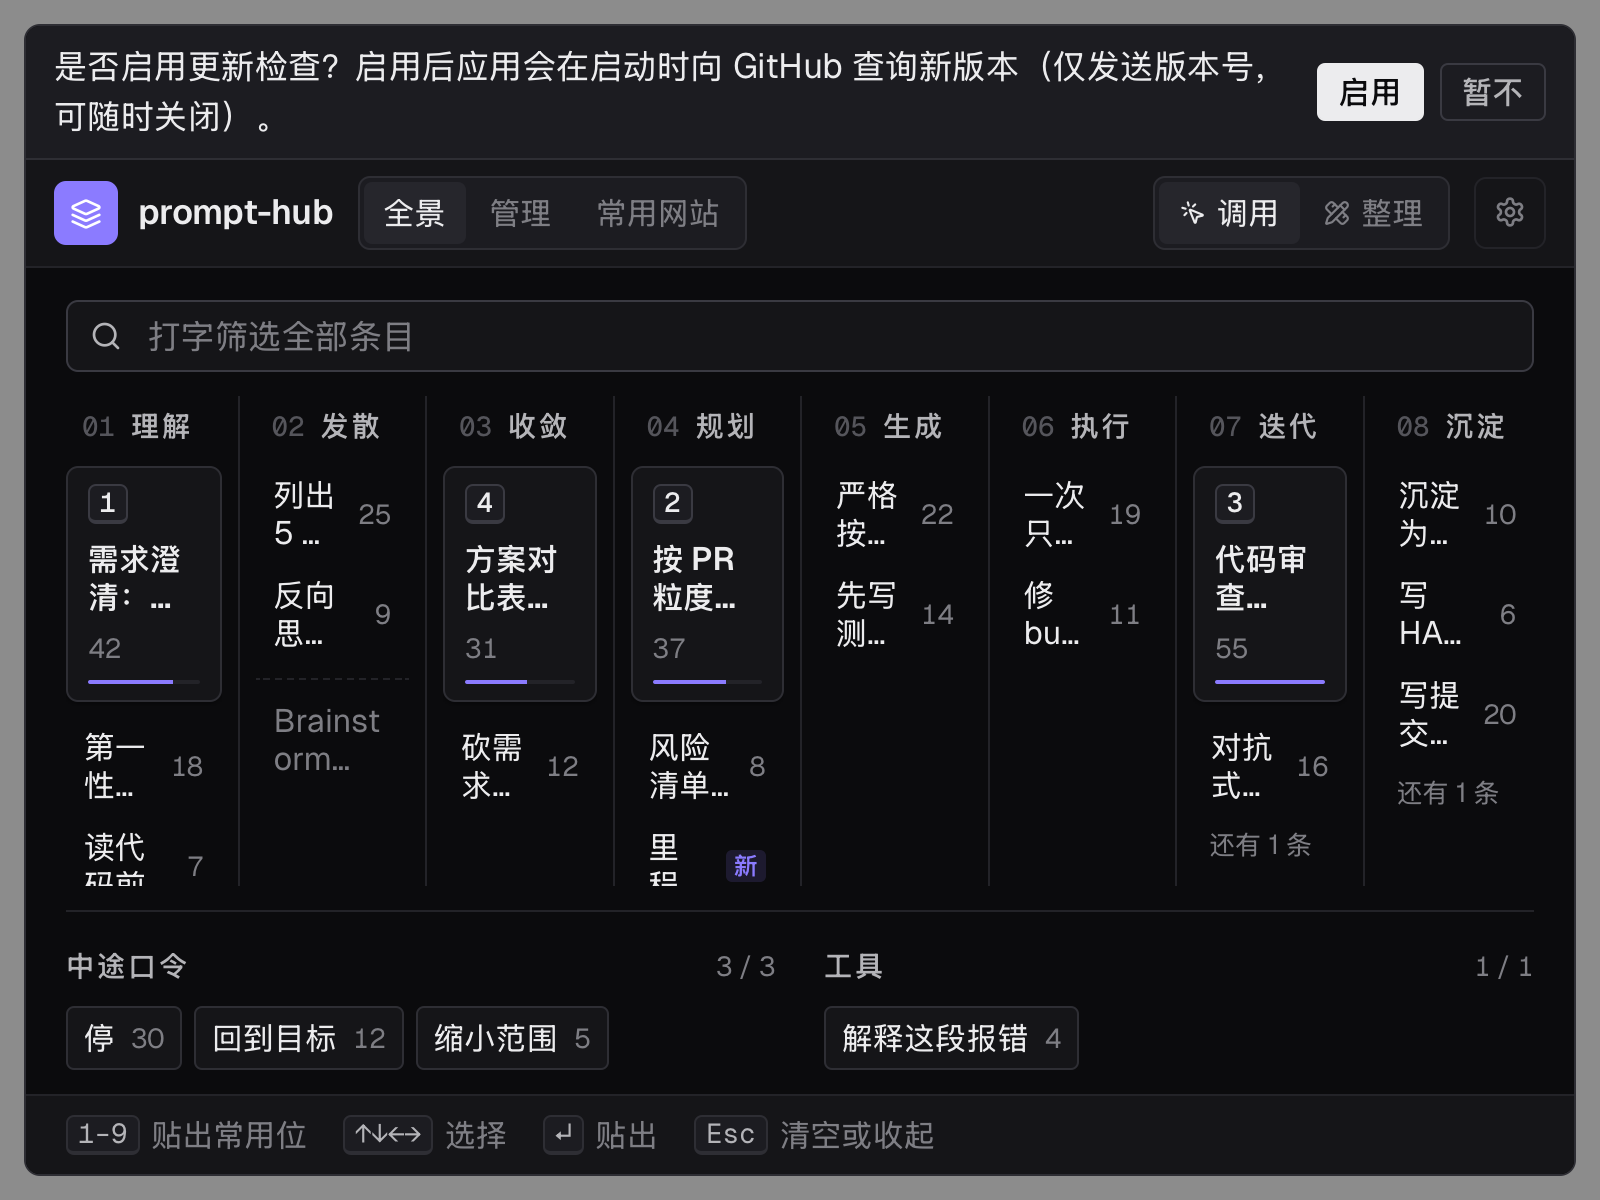 是否启用更新检查？启用后应用会在启动时向 GitHub 查询新版本（仅发送版本号，
可随时关闭）。
启用
暂不
prompt-hub
全景
管理
常用网站
调用
整理
打字筛选全部条目
01 理解
1
需求澄
清：...
42
第一
性...
18
读代
码前
7
02 发散
列出
5 ...
25
反向
思...
9
Brainst
orm...
03 收敛
4
方案对
比表...
31
砍需
求...
12
04 规划
2
按 PR
粒度...
37
风险
清单...
8
里
程
新
05 生成
严格
按...
22
先写
测...
14
06 执行
一次
只...
19
修
bu...
11
07 迭代
3
代码审
查...
55
对抗
式...
16
还有 1 条
08 沉淀
沉淀
为...
10
写
HA...
6
写提
交...
20
还有 1 条
中途口令
3 / 3
停 30
回到目标 12
缩小范围 5
工具
1 / 1
解释这段报错 4
1-9 贴出常用位
↑↓←→ 选择
↵ 贴出
Esc 清空或收起